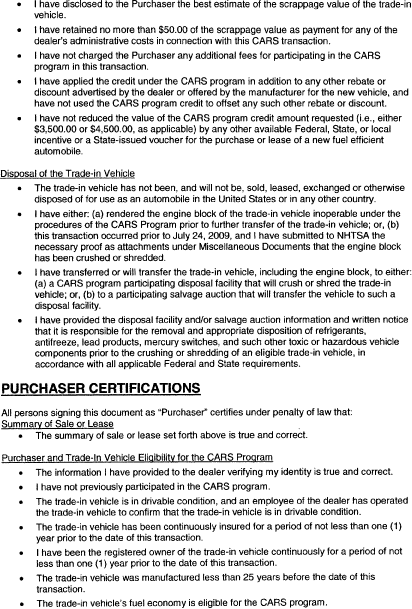 • I have disclosed to the Purchaser the best estimate of the scrappage value of the trade-in
vehicle.
• I have retained no more than $50.00 of the scrappage value as payment for any of the
dealer's administrative costs in connection with this CARS transaction.
• I have not charged the Purchaser any additional fees for participating in the CARS
program in this transaction.
• I have applied the credit under the CARS program in addition to any other rebate or
discount advertised by the dealer or offered by the manufacturer for the new vehicle, and
have not used the CARS program credit to offset any such other rebate or discount.
• I have not reduced the value of the CARS program credit amount requested (i.e., either
$3,500.00 or $4,500.00, as applicable) by any other available Federal, State, or local
incentive or a State-issued voucher for the purchase or lease of a new fuel efficient
automobile.
Disposal of the Trade-in Vehicle
• The trade-in vehicle has not been, and will not be, sold, leased, exchanged or otherwise
disposed of for use as an automobile in the United States or in any other country.
• I have either: (a) rendered the engine block of the trade-in vehicle inoperable under the
procedures of the CARS Program prior to further transfer of the trade-in vehicle; or, (b)
this transaction occurred prior to July 24, 2009, and I have submitted to NHTSA the
necessary proof as attachments under Miscellaneous Documents that the engine block
has been crushed or shredded.
• I have transferred or will transfer the trade-in vehicle, including the engine block, to either:
(a) a CARS program participating disposal facility that will crush or shred the trade-in
vehicle; or, (b) to a participating salvage auction that will transfer the vehicle to such a
disposal facility.
• I have provided the disposal facility and/or salvage auction information and written notice
that it is responsible for the removal and appropriate disposition of refrigerants,
antifreeze, lead products, mercury switches, and such other toxic or hazardous vehicle
components prior to the crushing or shredding of an eligible trade-in vehicle, in
accordance with all applicable Federal and State requirements.
PURCHASER CERTIFICATIONS
All persons signing this document as "Purchaser" certifies under penalty of law that:
Summary of Sale or Lease
• The summary of sale or lease set forth above is true and correct.
Purchaser and Trade-In Vehicle Eligibility for the CARS Program
• The information I have provided to the dealer verifying my identity is true and correct.
• I have not previously participated in the CARS program.
• The trade-in vehicle is in drivable condition, and an employee of the dealer has operated
the trade-in vehicle to confirm that the trade-in vehicle is in drivable condition.
• The trade-in vehicle has been continuously insured for a period of not less than one (1)
year prior to the date of this transaction.
• I have been the registered owner of the trade-in vehicle continuously for a period of not
less than one (1) year prior to the date of this transaction.
• The trade-in vehicle was manufactured less than 25 years before the date of this
transaction.
• The trade-in vehicle's fuel economy is eligible for the CARS program.